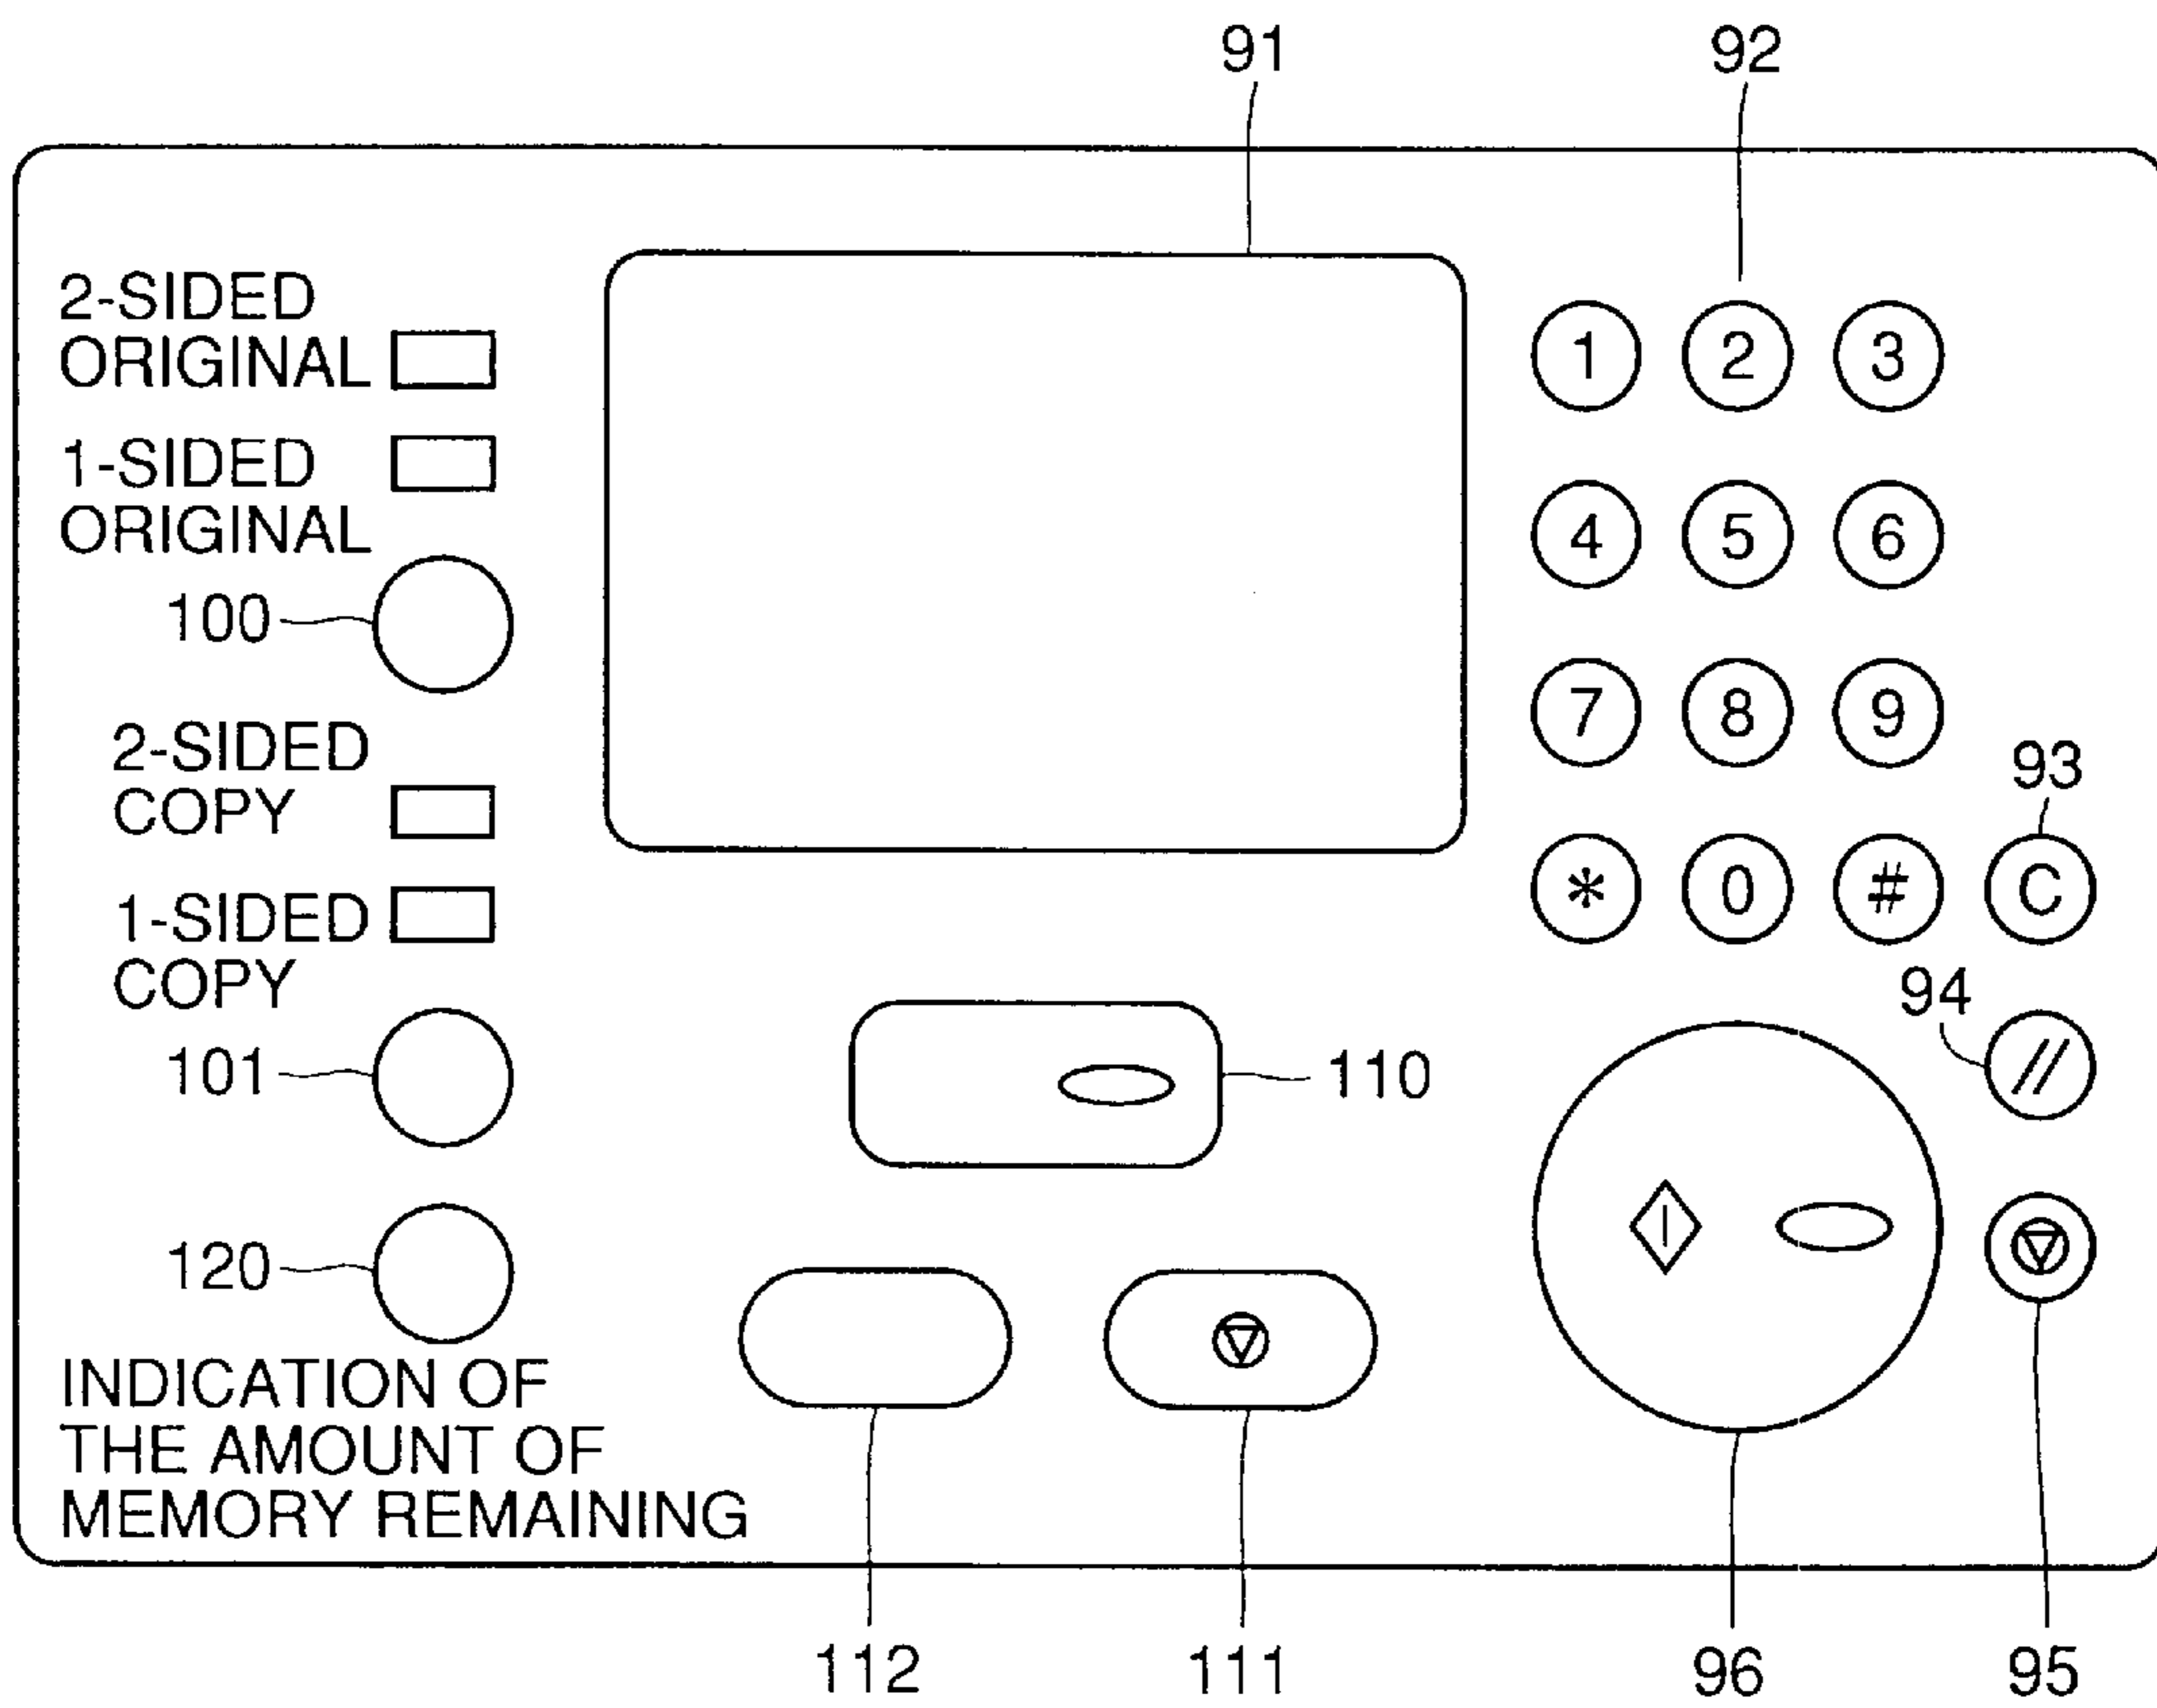 91
92
2-SIDED
ORIGINAL
1-SIDED
ORIGINAL
100
2-SIDED
COPY
1-SIDED
COPY
101
120
INDICATION OF
THE AMOUNT OF
MEMORY REMAINING
1 2 3
4 5 6
7 8 9
93
* 0 # C
94
110
112
111
96
95